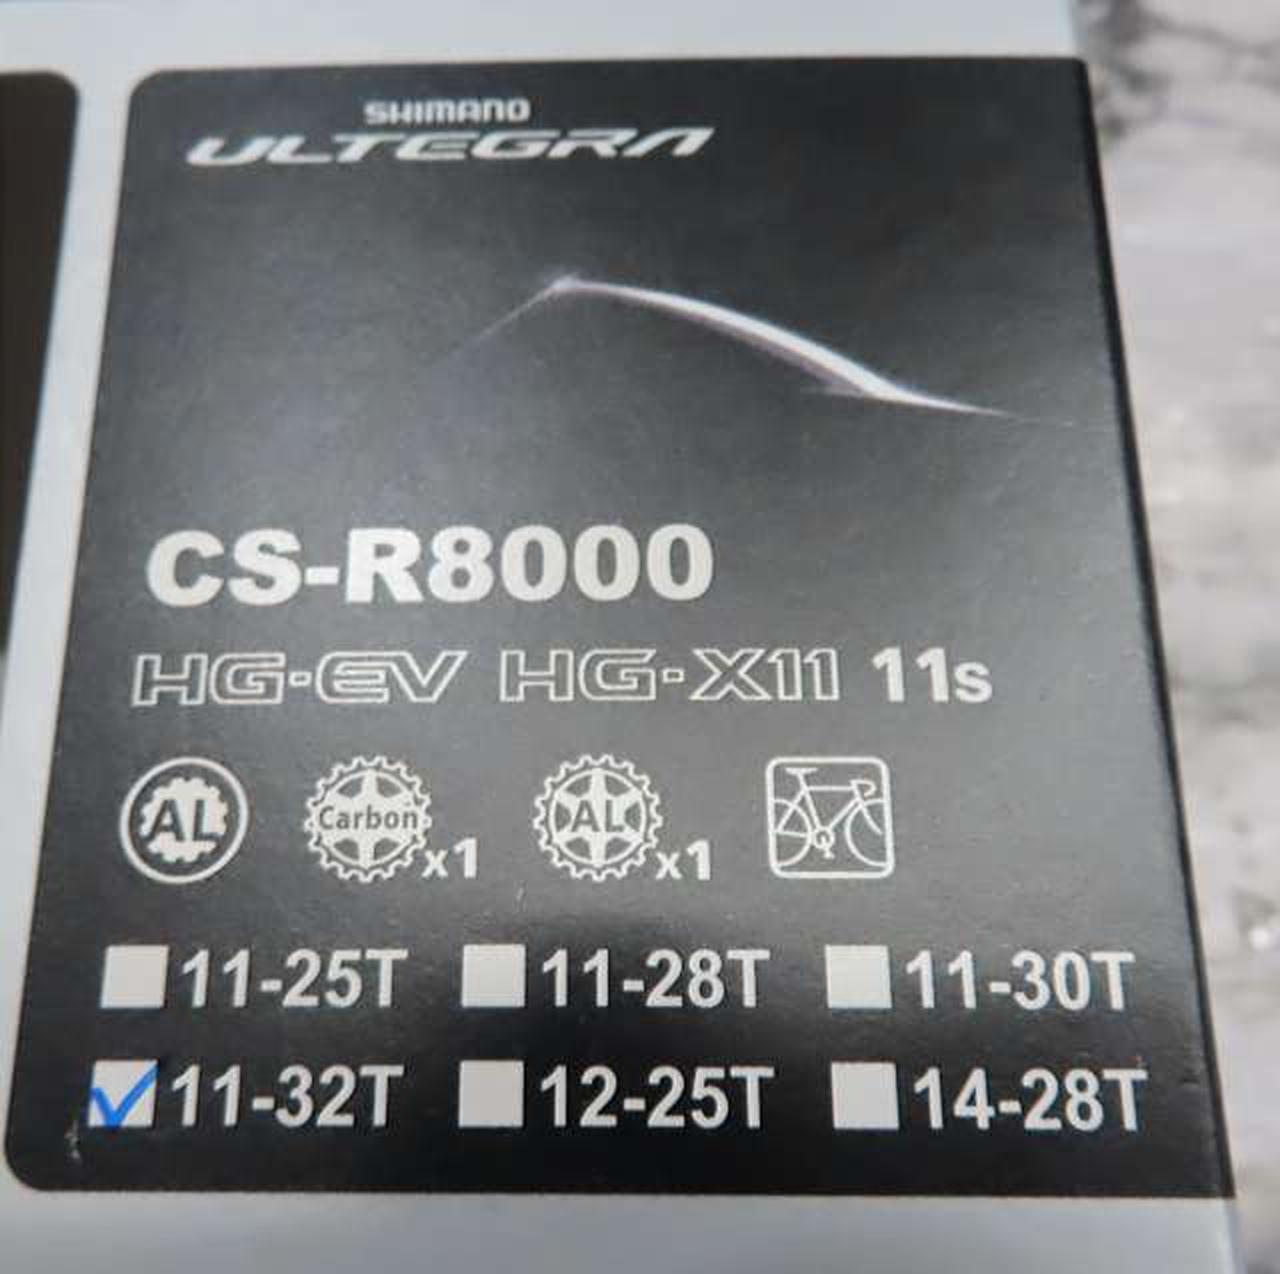 SHIMANO
ULTEGRA
CS-R8000
HG-EV HG-X11 11s
AL Carbon x1 AL x1
11-25T 11-28T 11-30T
11-32T 12-25T 14-28T